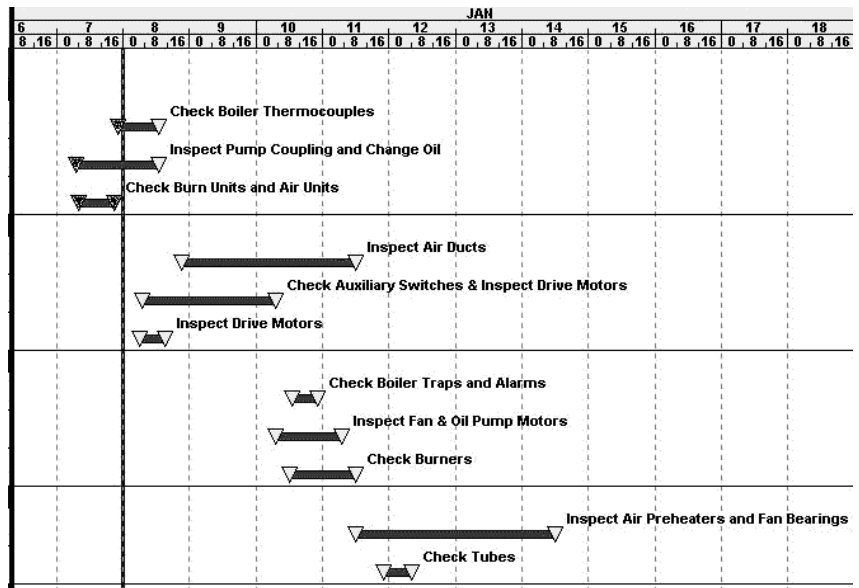 JAN
6 7 8 9 10 11 12 13 14 15 16 17 18
8 16 0 8 16 0 8 16 0 8 16 0 8 16 0 8 16 0 8 16 0 8 16 0 8 16 0 8 16 0 8 16 0 8 16 0 8 16
Check Boiler Thermocouples
Inspect Pump Coupling and Change Oil
Check Burn Units and Air Units
Inspect Air Ducts
Check Auxiliary Switches & Inspect Drive Motors
Inspect Drive Motors
Check Boiler Traps and Alarms
Inspect Fan & Oil Pump Motors
Check Burners
Inspect Air Preheaters and Fan Bearings
Check Tubes